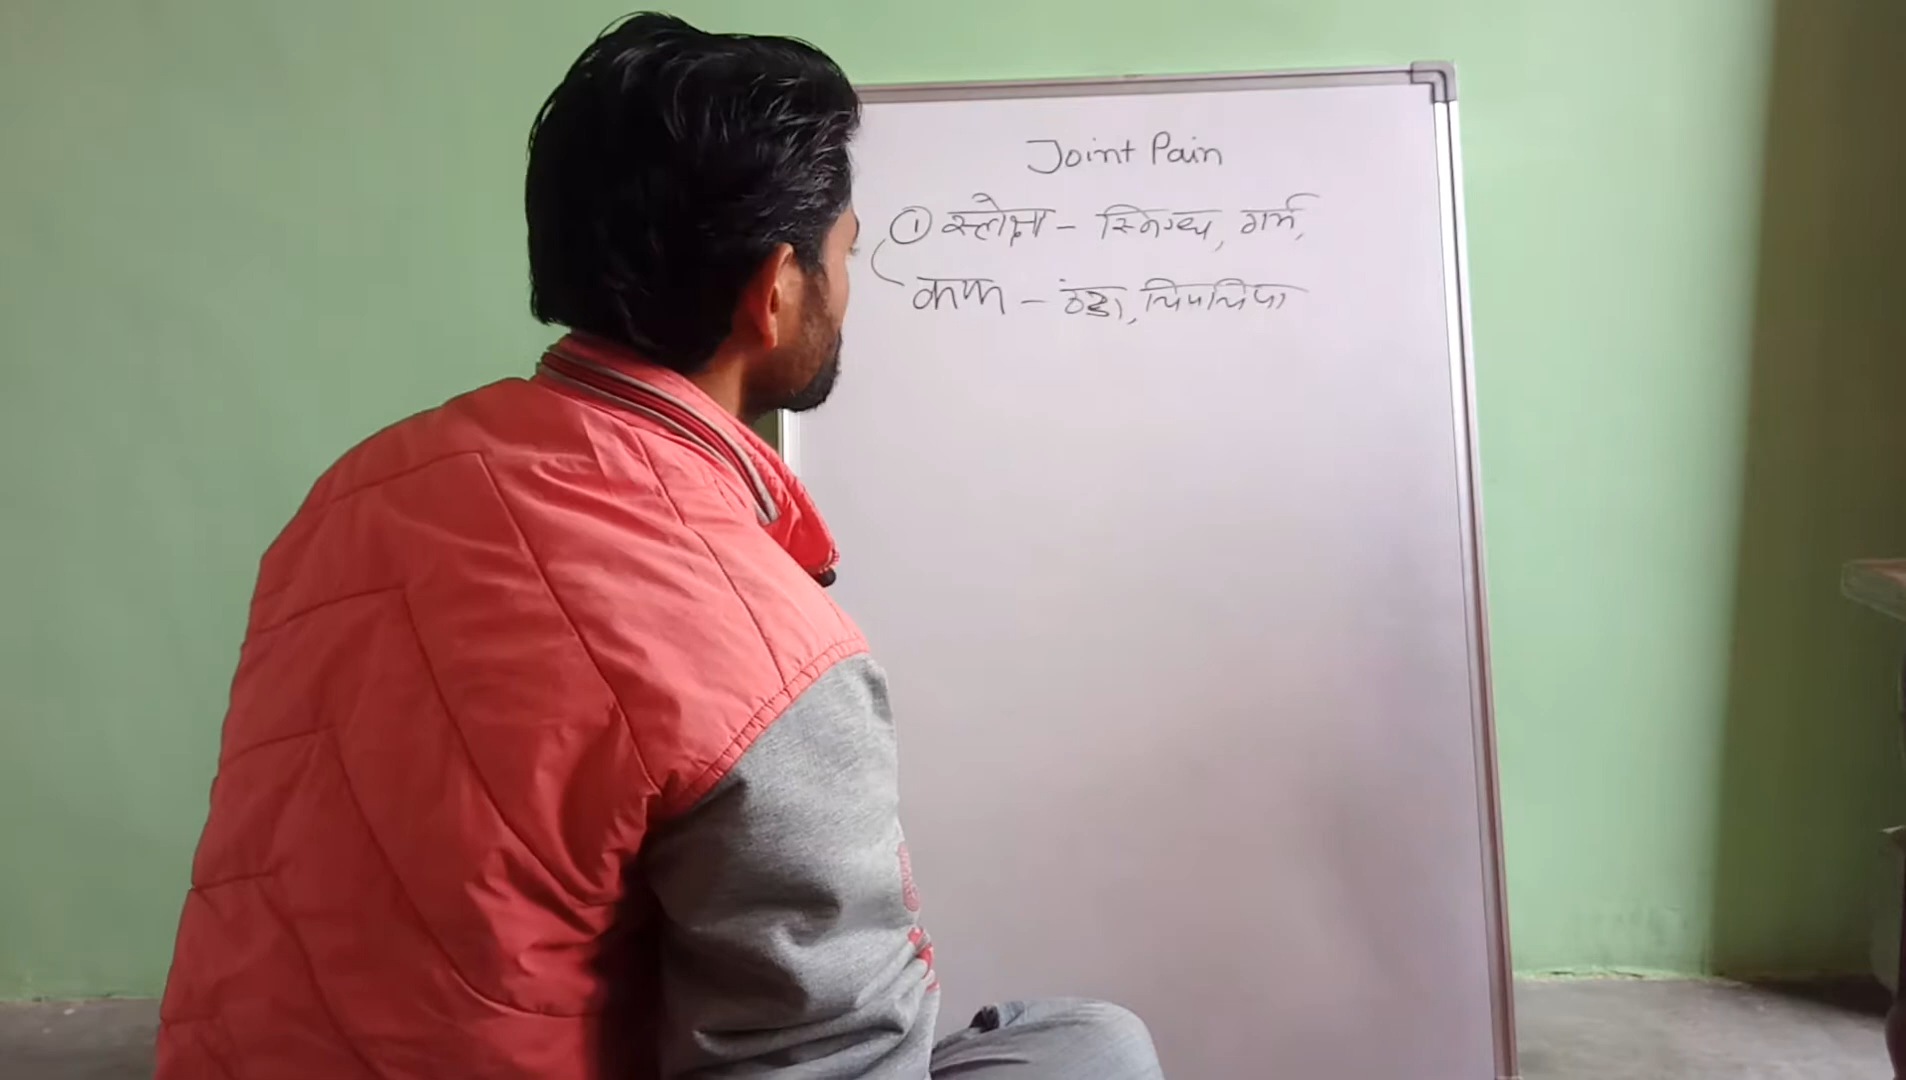 Joint Pain
① स्लेष्मा - स्निग्ध, गर्म,
कफ - ठंडा, चिपचिपा